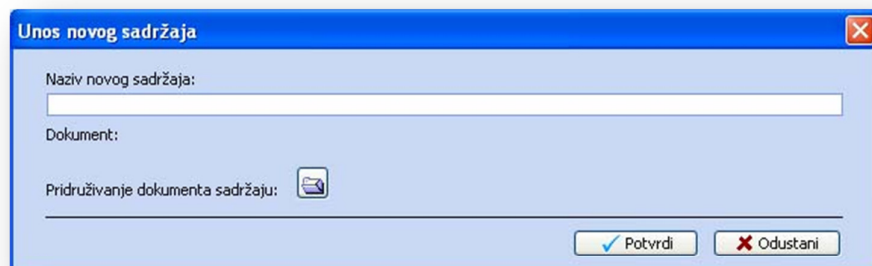 Unos novog sadržaja
Naziv novog sadržaja:
Dokument:
Pridruživanje dokumenta sadržaju:
Potvrdi Odustani